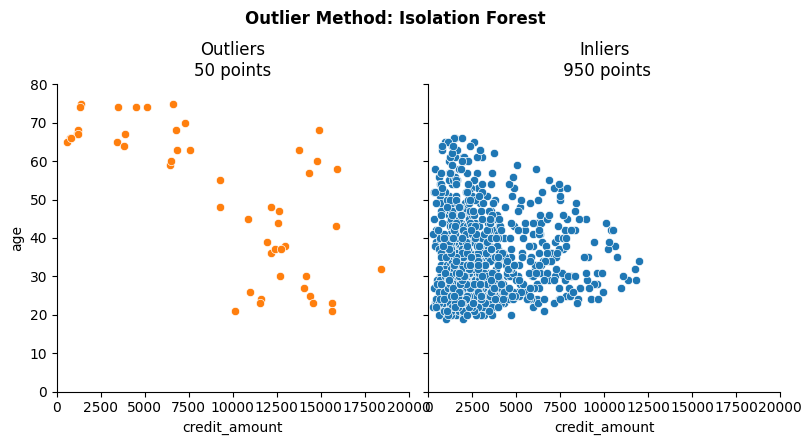 Outlier Method: Isolation Forest
Outliers
50 points
Inliers
950 points
80
70
60
50
40
30
20
10
0
age
0 2500 5000 7500 10000 12500 15000 17500 20000
0 2500 5000 7500 10000 12500 15000 17500 20000
credit_amount
credit_amount